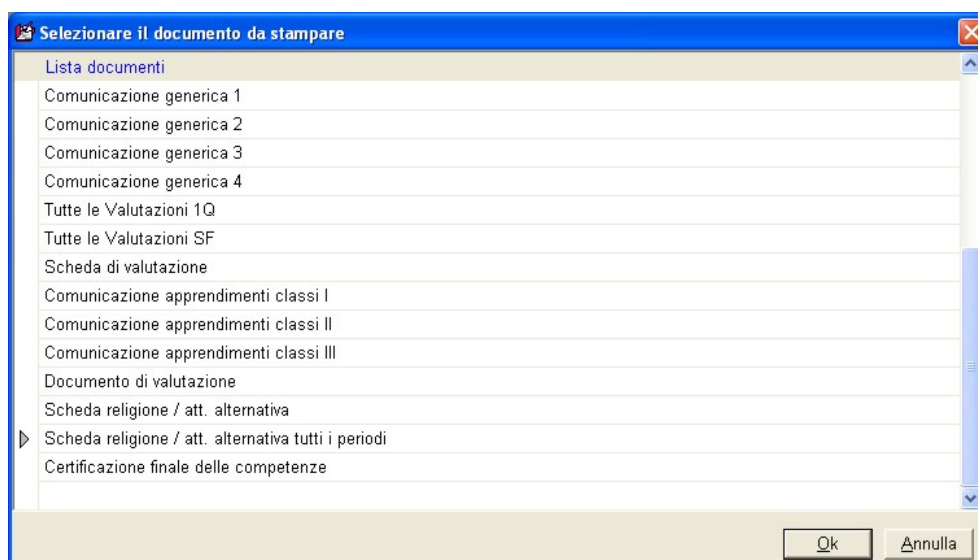 Selezionare il documento da stampare
Lista documenti
Comunicazione generica 1
Comunicazione generica 2
Comunicazione generica 3
Comunicazione generica 4
Tutte le Valutazioni 1Q
Tutte le Valutazioni SF
Scheda di valutazione
Comunicazione apprendimenti classi I
Comunicazione apprendimenti classi II
Comunicazione apprendimenti classi III
Documento di valutazione
Scheda religione / att. alternativa
Scheda religione / att. alternativa tutti i periodi
Certificazione finale delle competenze
Ok Annulla